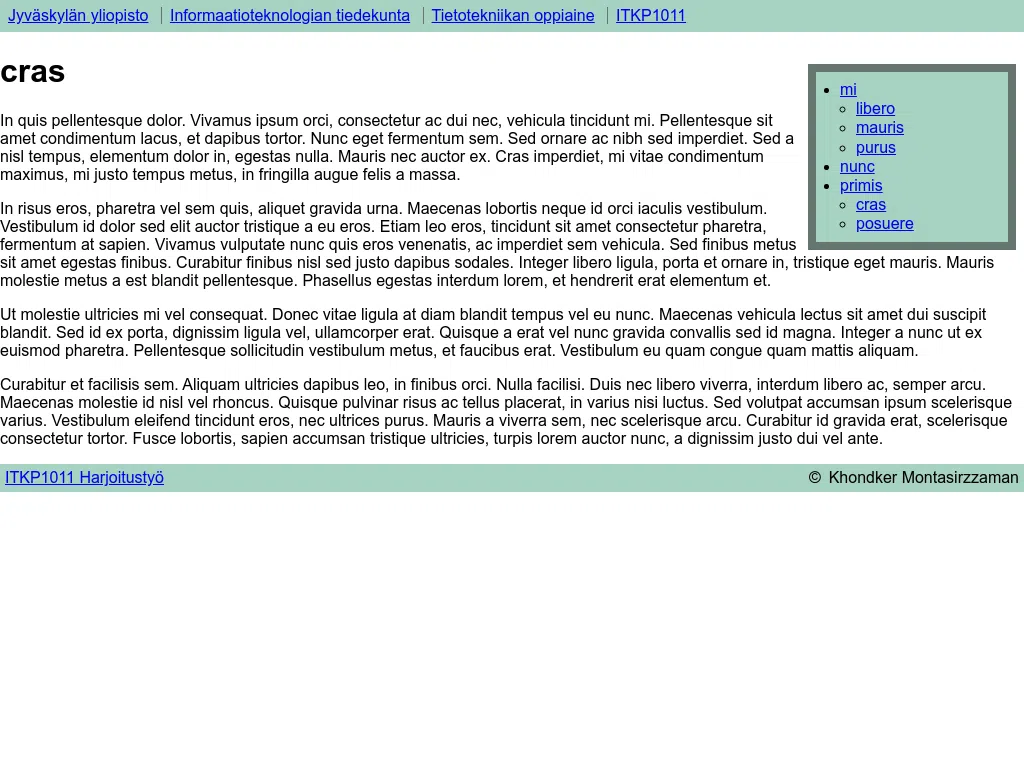 Jyväskylän yliopisto Informaatioteknologian tiedekunta Tietotekniikan oppiaine ITKP1011
cras
In quis pellentesque dolor. Vivamus ipsum orci, consectetur ac dui nec, vehicula tincidunt mi. Pellentesque sit
amet condimentum lacus, et dapibus tortor. Nunc eget fermentum sem. Sed ornare ac nibh sed imperdiet. Sed a
nisl tempus, elementum dolor in, egestas nulla. Mauris nec auctor ex. Cras imperdiet, mi vitae condimentum
maximus, mi justo tempus metus, in fringilla augue felis a massa.
mi
libero
mauris
purus
nunc
primis
cras
posuere
In risus eros, pharetra vel sem quis, aliquet gravida urna. Maecenas lobortis neque id orci iaculis vestibulum.
Vestibulum id dolor sed elit auctor tristique a eu eros. Etiam leo eros, tincidunt sit amet consectetur pharetra,
fermentum at sapien. Vivamus vulputate nunc quis eros venenatis, ac imperdiet sem vehicula. Sed finibus metus
sit amet egestas finibus. Curabitur finibus nisl sed justo dapibus sodales. Integer libero ligula, porta et ornare in, tristique eget mauris. Mauris
molestie metus a est blandit pellentesque. Phasellus egestas interdum lorem, et hendrerit erat elementum et.
Ut molestie ultricies mi vel consequat. Donec vitae ligula at diam blandit tempus vel eu nunc. Maecenas vehicula lectus sit amet dui suscipit
blandit. Sed id ex porta, dignissim ligula vel, ullamcorper erat. Quisque a erat vel nunc gravida convallis sed id magna. Integer a nunc ut ex
euismod pharetra. Pellentesque sollicitudin vestibulum metus, et faucibus erat. Vestibulum eu quam congue quam mattis aliquam.
Curabitur et facilisis sem. Aliquam ultricies dapibus leo, in finibus orci. Nulla facilisi. Duis nec libero viverra, interdum libero ac, semper arcu.
Maecenas molestie id nisl vel rhoncus. Quisque pulvinar risus ac tellus placerat, in varius nisi luctus. Sed volutpat accumsan ipsum scelerisque
varius. Vestibulum eleifend tincidunt eros, nec ultrices purus. Mauris a viverra sem, nec scelerisque arcu. Curabitur id gravida erat, scelerisque
consectetur tortor. Fusce lobortis, sapien accumsan tristique ultricies, turpis lorem auctor nunc, a dignissim justo dui vel ante.
ITKP1011 Harjoitustyö © Khondker Montasirzzaman